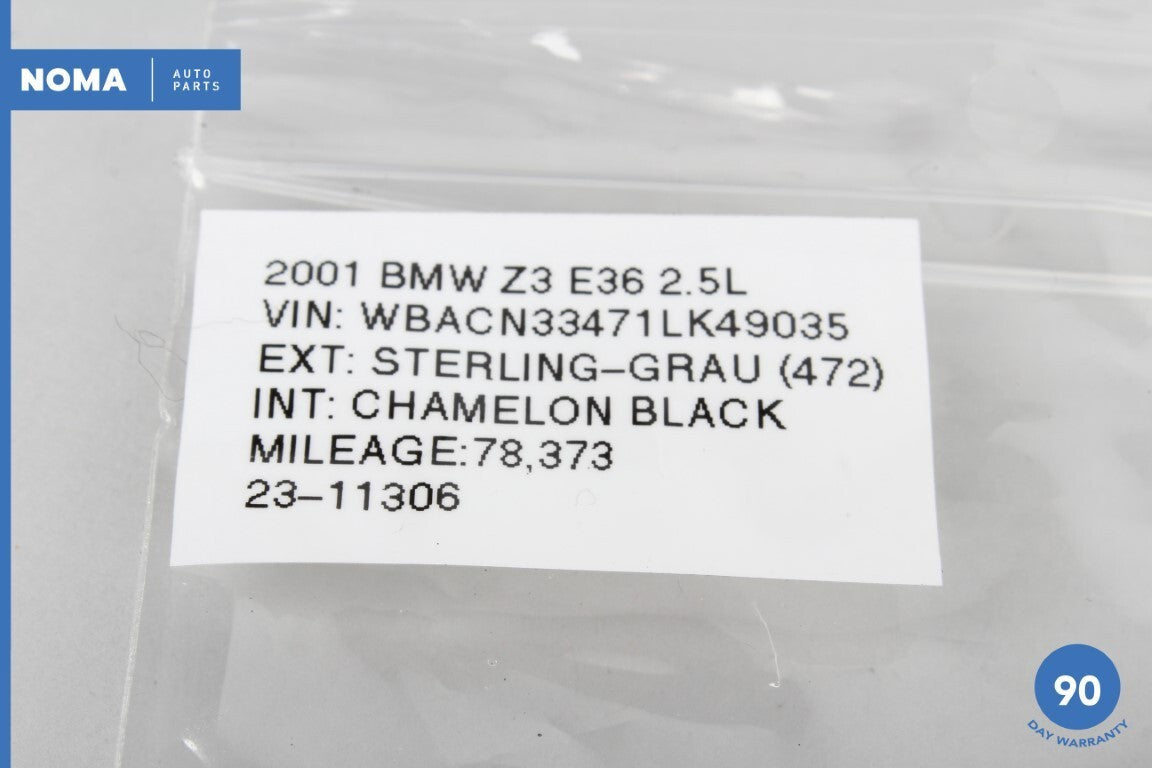 NOMA
AUTO
PARTS
2001 BMW Z3 E36 2.5L
VIN: WBACN33471LK49035
EXT: STERLING-GRAU (472)
INT: CHAMELON BLACK
MILEAGE:78,373
23-11306
90
DAY WARRANTY